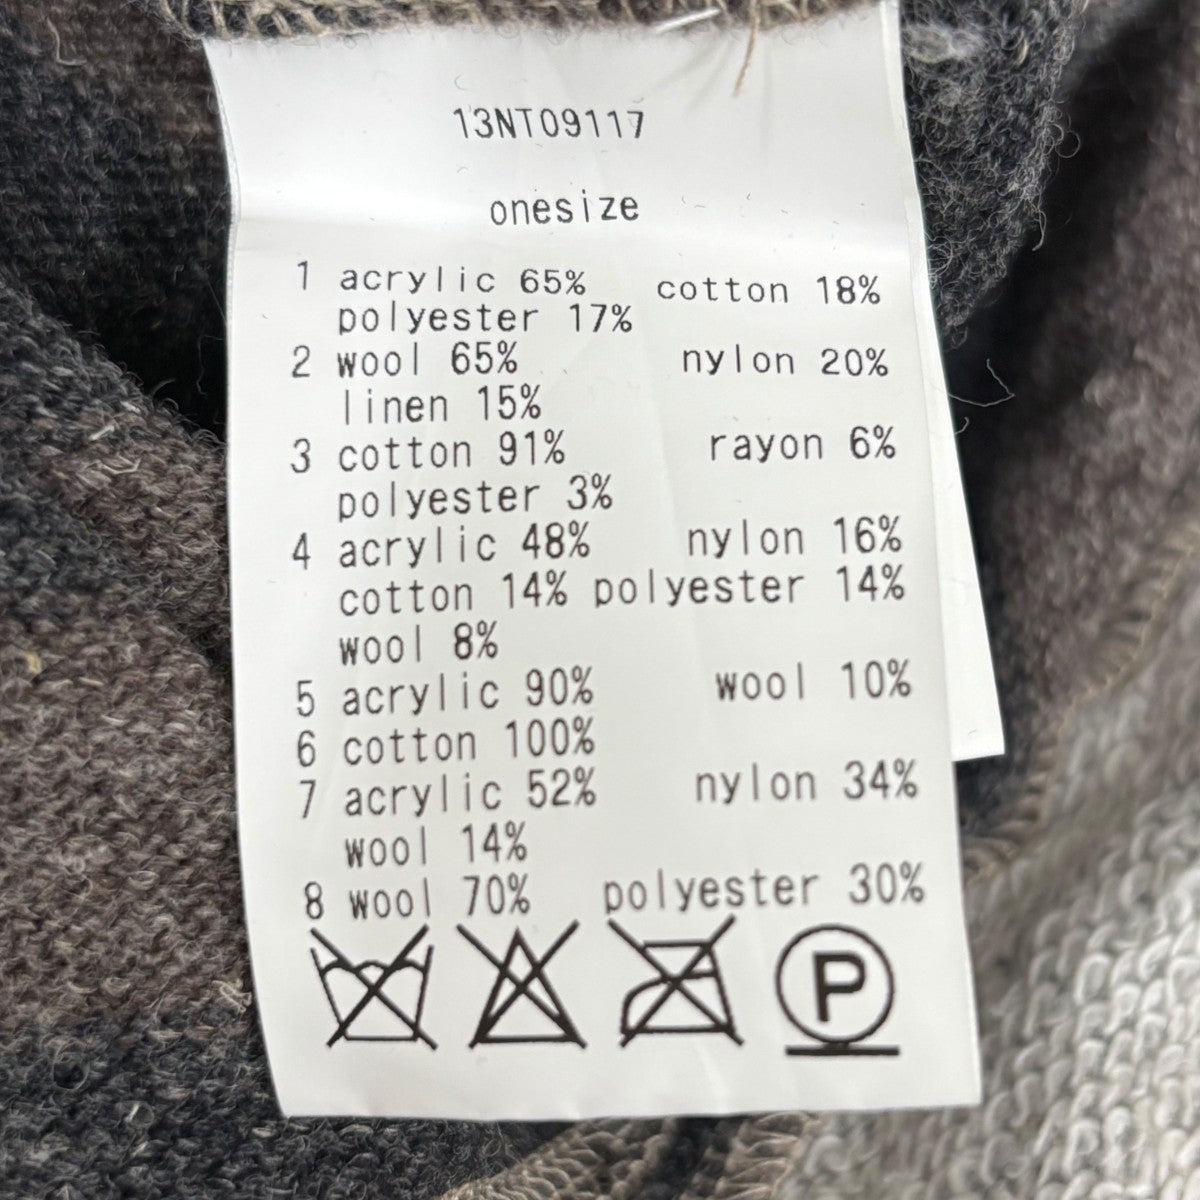 13NT09117
onesize
1 acrylic 65% cotton 18%
polyester 17%
2 wool 65% nylon 20%
linen 15%
3 cotton 91% rayon 6%
polyester 3%
4 acrylic 48% nylon 16%
cotton 14% polyester 14%
wool 8%
5 acrylic 90% wool 10%
6 cotton 100%
7 acrylic 52% nylon 34%
wool 14%
8 wool 70% polyester 30%
P